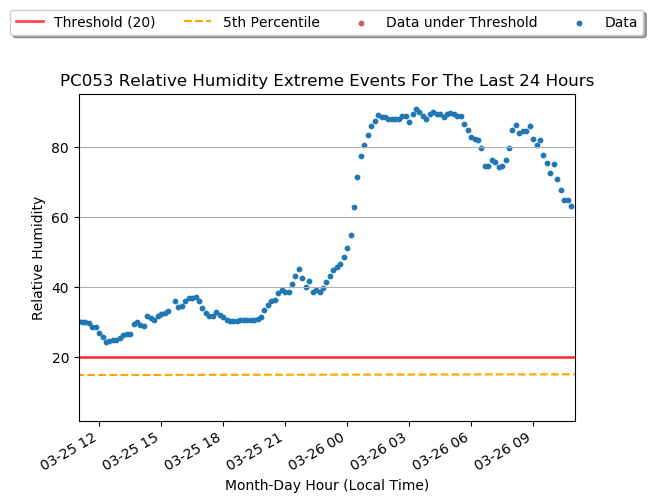 Threshold (20) 5th Percentile Data under Threshold Data
PC053 Relative Humidity Extreme Events For The Last 24 Hours
80
60
40
20
Relative Humidity
03-25 12 03-25 15 03-25 18 03-25 21 03-26 00 03-26 03 03-26 06 03-26 09
Month-Day Hour (Local Time)